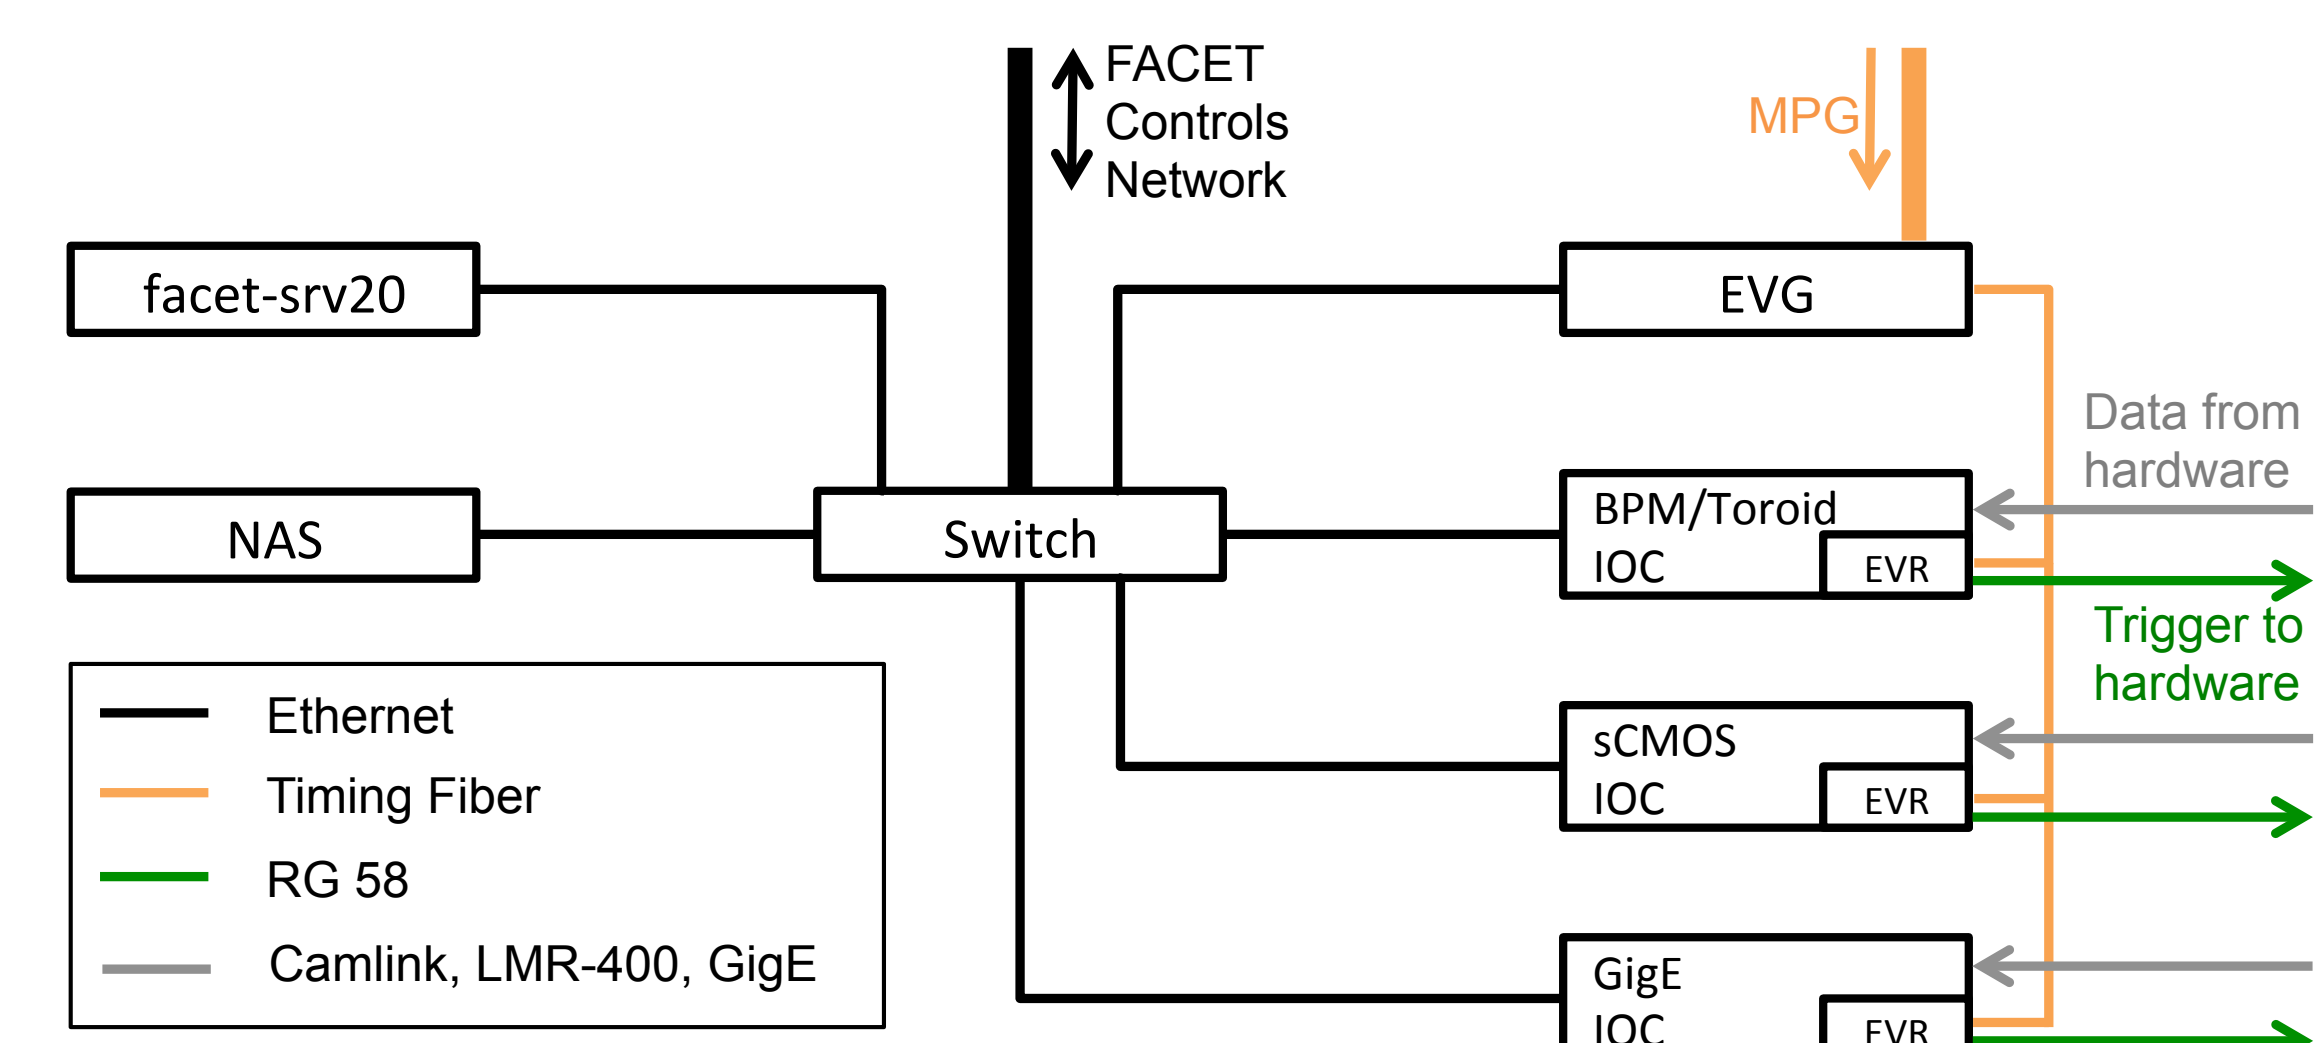 FACET
Controls
Network
MPG
facet-srv20
EVG
Data from
hardware
NAS
Switch
BPM/Toroid
IOC
EVR
Trigger to
hardware
sCMOS
IOC
EVR
GigE
IOC
EVR
Ethernet
Timing Fiber
RG 58
Camlink, LMR-400, GigE